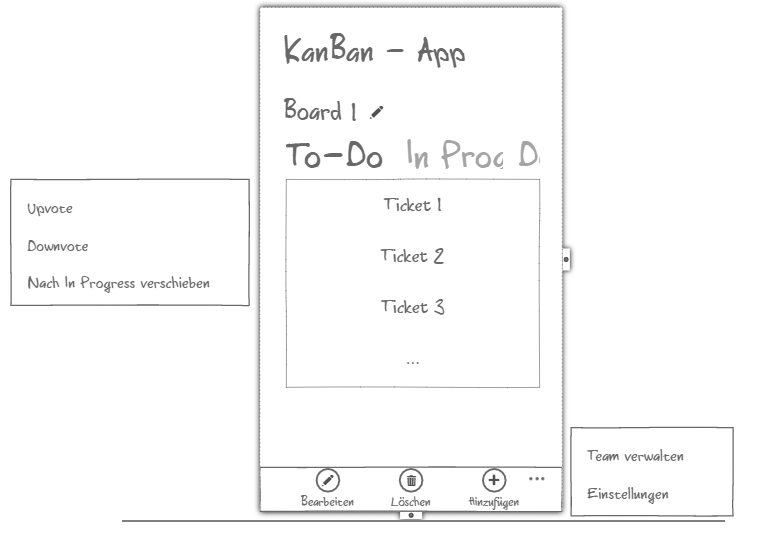 KanBan - App
Board 1
To-Do In Prog D
Ticket 1
Ticket 2
Ticket 3
...
Bearbeiten Löschen Hinzufügen
Upvote
Downvote
Nach In Progress verschieben
Team verwalten
Einstellungen